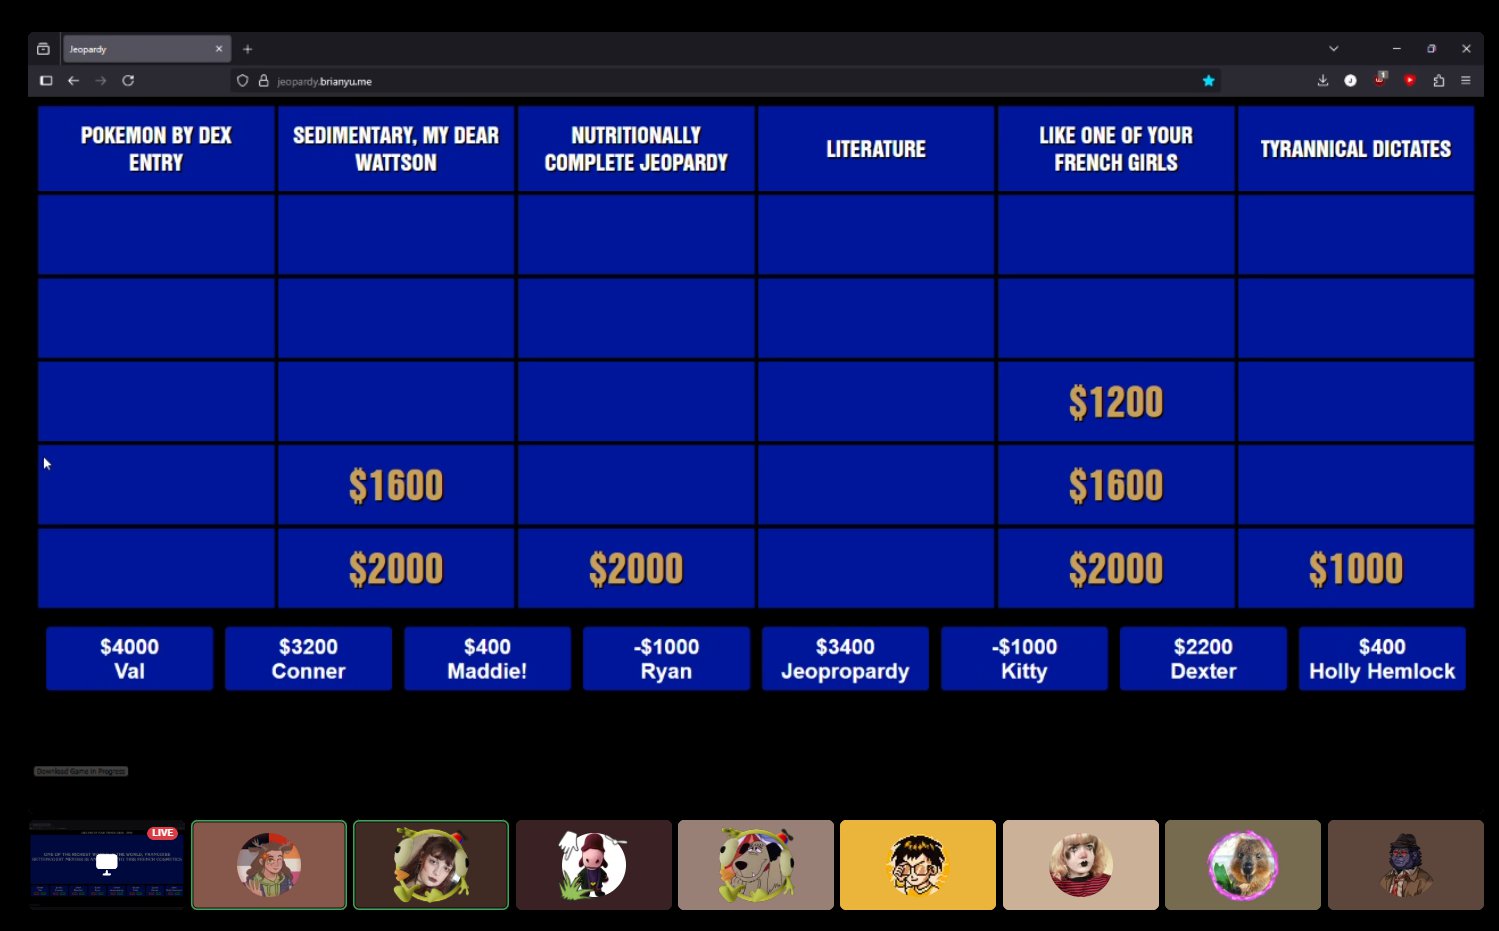 Jeopardy
jeopardy.brianyu.me
1
POKEMON BY DEX
ENTRY
SEDIMENTARY, MY DEAR
WATTSON
NUTRITIONALLY
COMPLETE JEOPARDY
LITERATURE
LIKE ONE OF YOUR
FRENCH GIRLS
TYRANNICAL DICTATES
$1200
$1600
$1600
$2000
$2000
$2000
$1000
$4000
Val
$3200
Conner
$400
Maddie!
-$1000
Ryan
$3400
Jeopropardy
-$1000
Kitty
$2200
Dexter
$400
Holly Hemlock
Download Game In Progress
LIVE